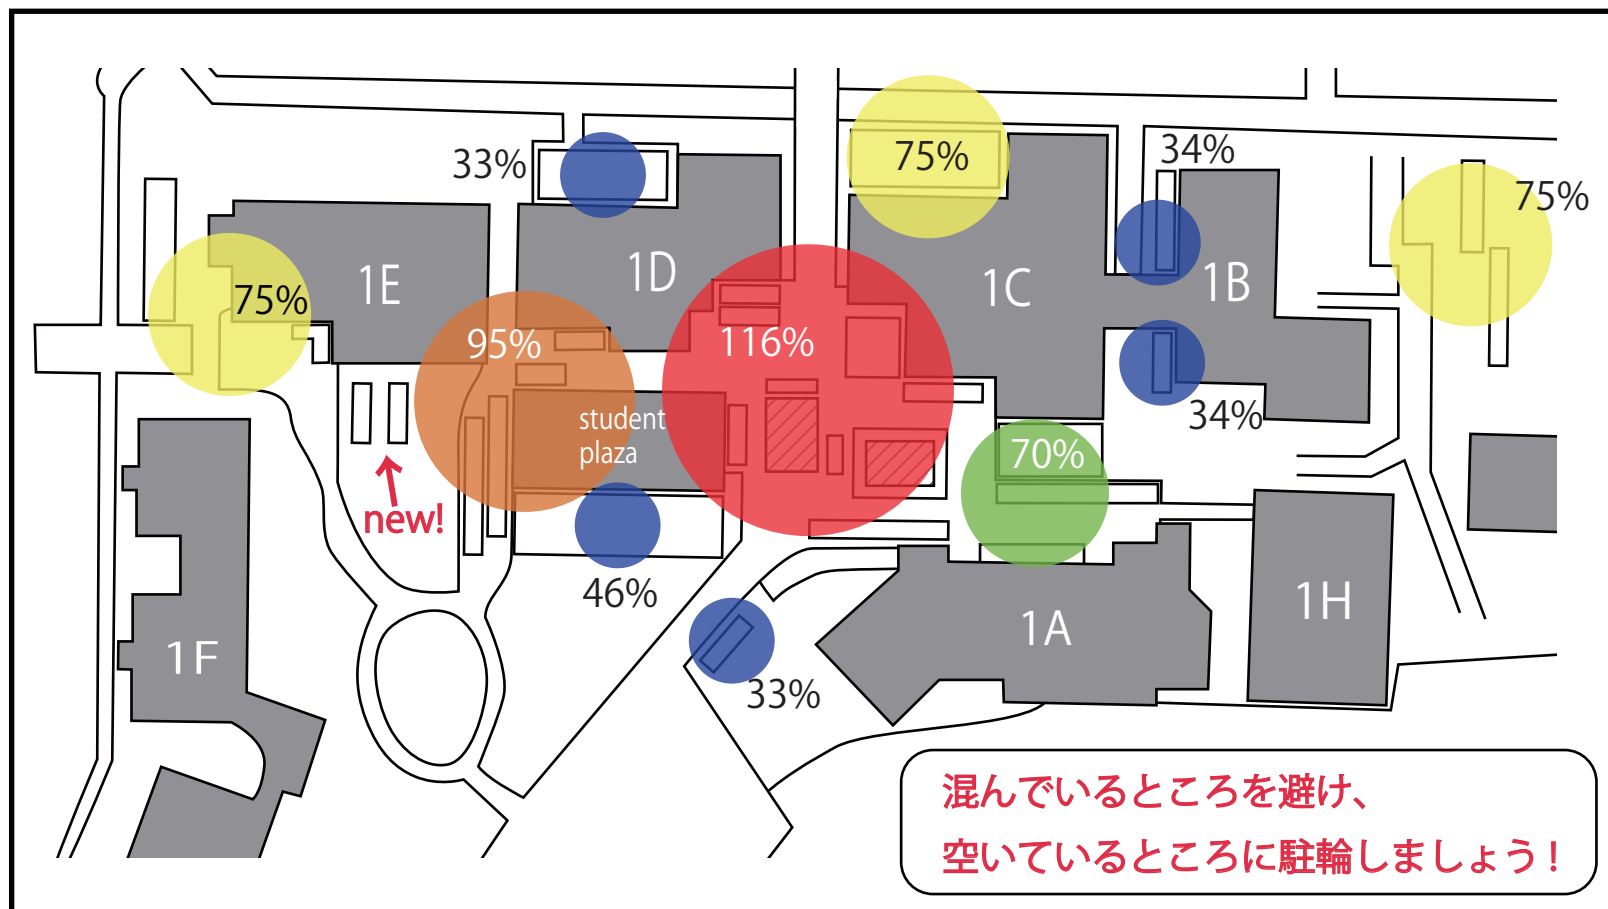 33%
75%
34%
75%
1E
1D
1C
1B
75%
95%
116%
34%
student
plaza
70%
new!
46%
1F
1A
1H
33%
混んでいるところを避け、
空いているところに駐輪しましょう！